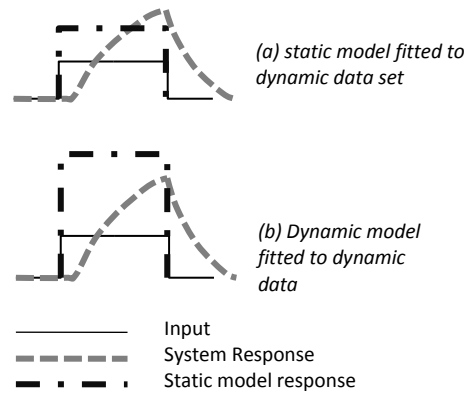 (a) static model fitted to
dynamic data set
(b) Dynamic model
fitted to dynamic
data
Input
System Response
Static model response